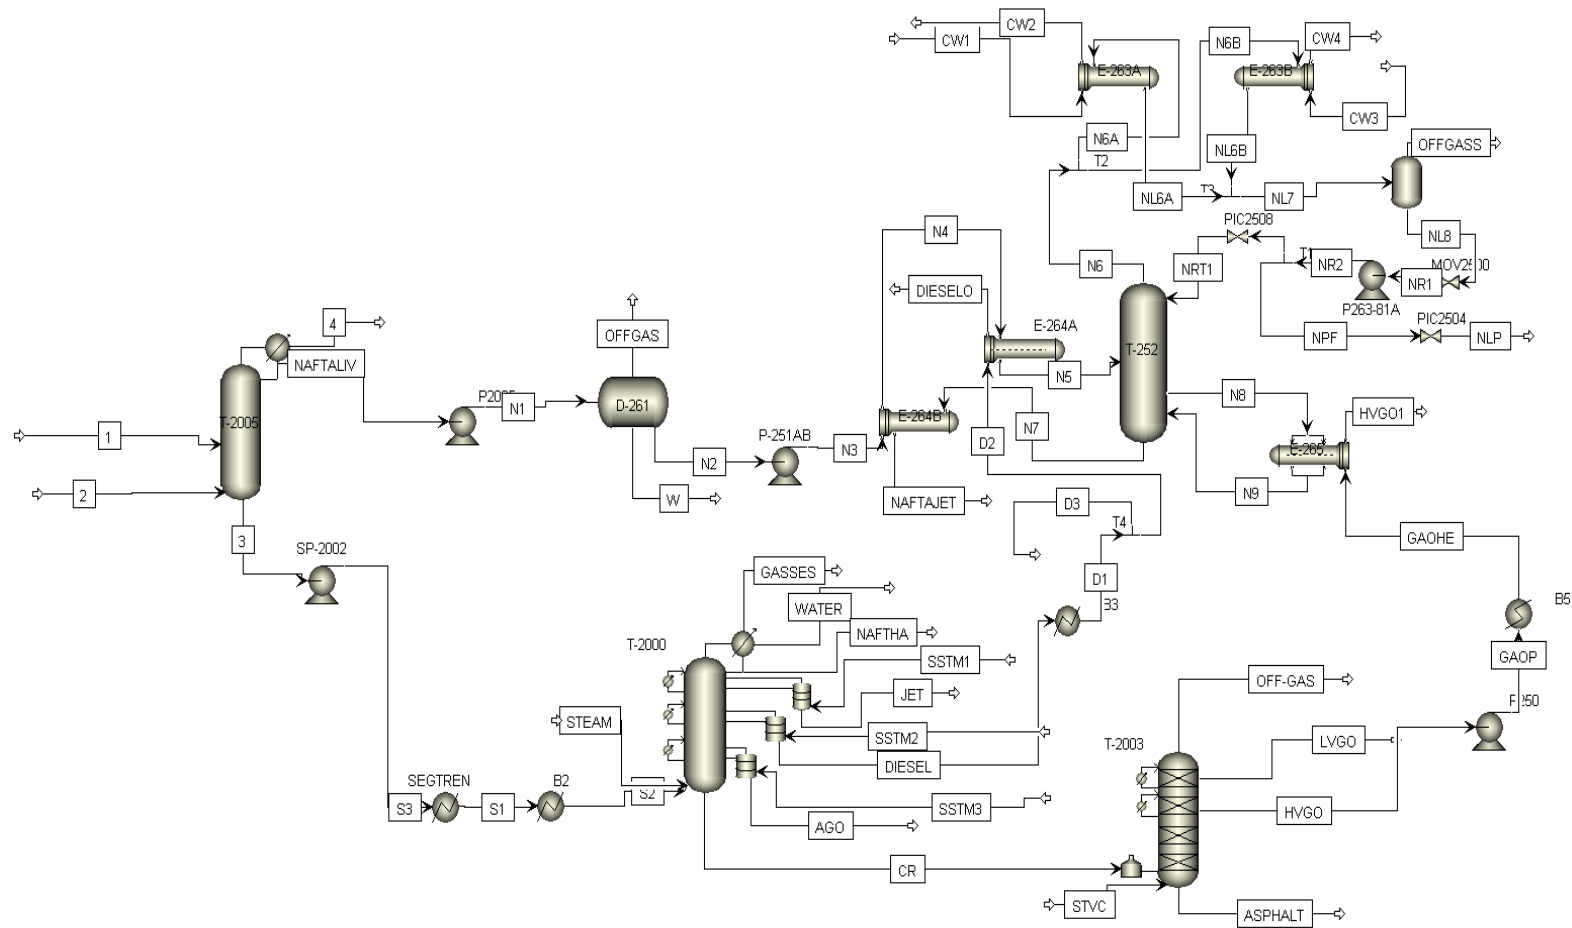 CW2
CW1
E-263A
N6B
CW4
E-263B
CW3
N6A
T2
NL6B
OFFGASS
NL6A
NL7
PIC2508
NL8
N4
N6
NRT1
NR2
NR1
P263-81A
DIESELO
E-264A
PIC2504
NPF
NLP
OFFGAS
4
NAFTALIV
T-2005
N1
D-261
T-252
N5
N8
HVGO1
E-264B
N7
D2
E-265
1
P-251AB
N3
N2
2
W
NAFTAJET
N9
D3
T4
3
SP-2002
GAOHE
GASSES
D1
B5
WATER
T-2000
NAFTHA
SSTM1
GAOP
JET
OFF-GAS
STEAM
SSTM2
LVGO
DIESEL
T-2003
SEGTREN
B2
S3
S1
S2
SSTM3
HVGO
AGO
CR
STVC
ASPHALT